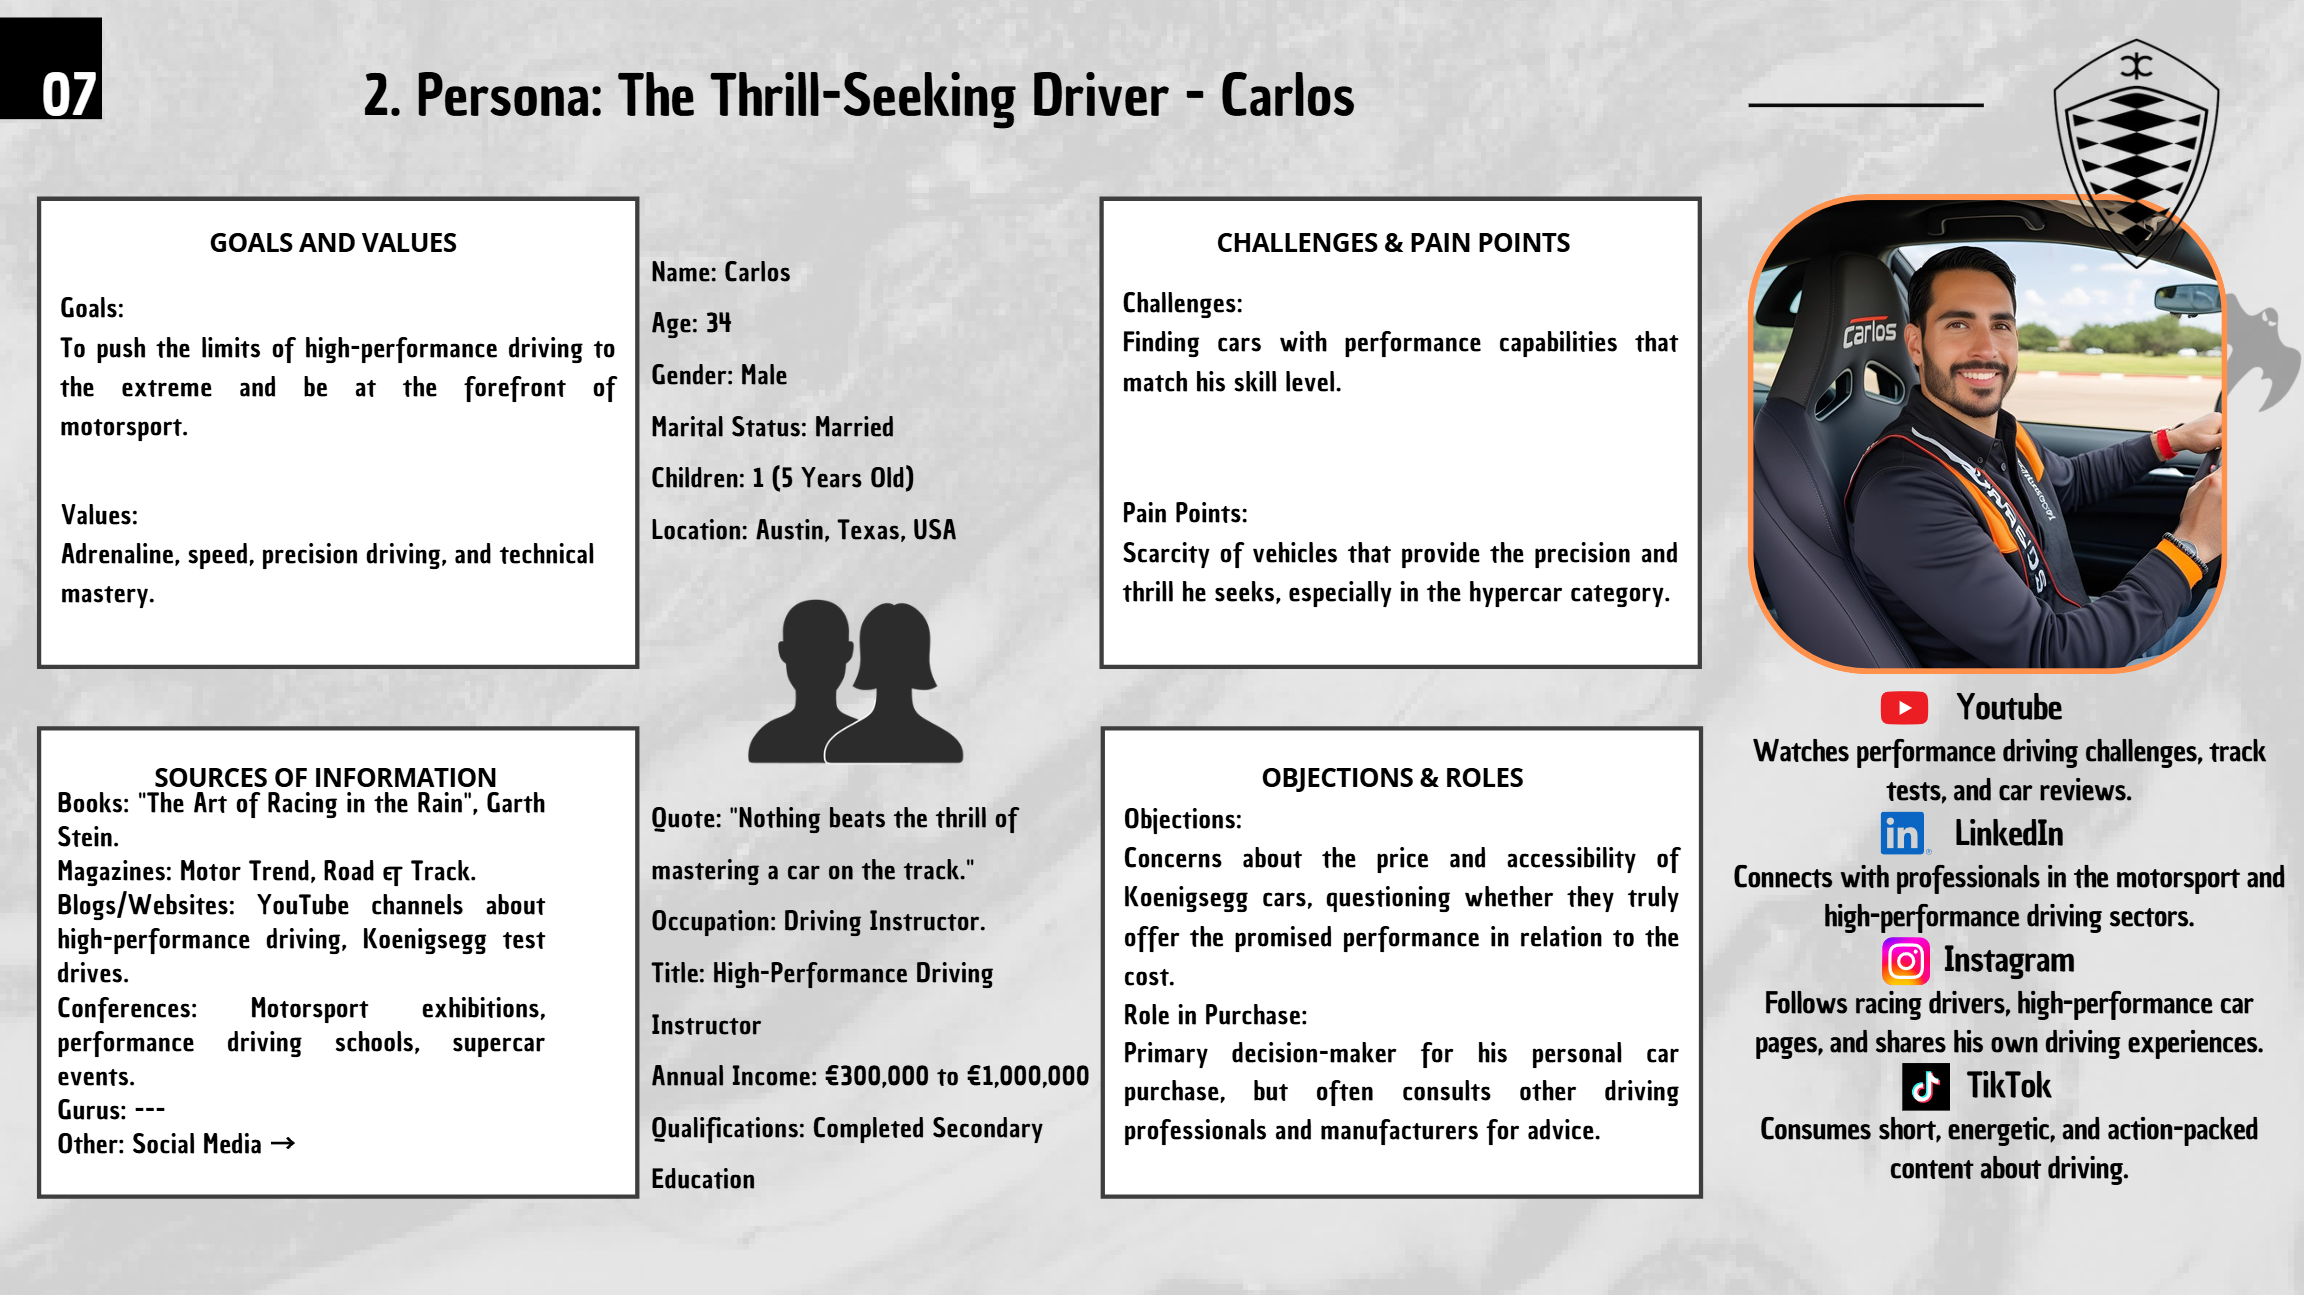 07
2. Persona: The Thrill-Seeking Driver - Carlos
GOALS AND VALUES
Goals:
To push the limits of high-performance driving to
the extreme and be at the forefront of
motorsport.
Values:
Adrenaline, speed, precision driving, and technical
mastery.
Name: Carlos
Age: 34
Gender: Male
Marital Status: Married
Children: 1 (5 Years Old)
Location: Austin, Texas, USA
CHALLENGES & PAIN POINTS
Challenges:
Finding cars with performance capabilities that
match his skill level.
Pain Points:
Scarcity of vehicles that provide the precision and
thrill he seeks, especially in the hypercar category.
Carlos
SOURCES OF INFORMATION
Books: "The Art of Racing in the Rain", Garth
Stein.
Magazines: Motor Trend, Road & Track.
Blogs/Websites: YouTube channels about
high-performance driving, Koenigsegg test
drives.
Conferences: Motorsport exhibitions,
performance driving schools, supercar
events.
Gurus: ---
Other: Social Media →
Quote: "Nothing beats the thrill of
mastering a car on the track."
Occupation: Driving Instructor.
Title: High-Performance Driving
Instructor
Annual Income: €300,000 to €1,000,000
Qualifications: Completed Secondary
Education
OBJECTIONS & ROLES
Objections:
Concerns about the price and accessibility of
Koenigsegg cars, questioning whether they truly
offer the promised performance in relation to the
cost.
Role in Purchase:
Primary decision-maker for his personal car
purchase, but often consults other driving
professionals and manufacturers for advice.
Youtube
Watches performance driving challenges, track
tests, and car reviews.
in LinkedIn
Connects with professionals in the motorsport and
high-performance driving sectors.
Instagram
Follows racing drivers, high-performance car
pages, and shares his own driving experiences.
TikTok
Consumes short, energetic, and action-packed
content about driving.